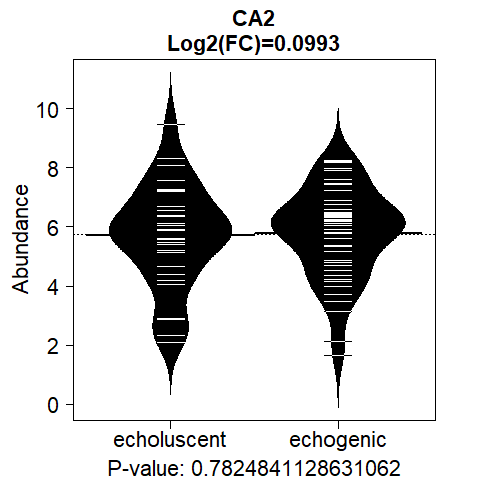 CA2
Log2(FC)=0.0993
Abundance
10
8
6
4
2
0
echoluscent echogenic
P-value: 0.7824841128631062